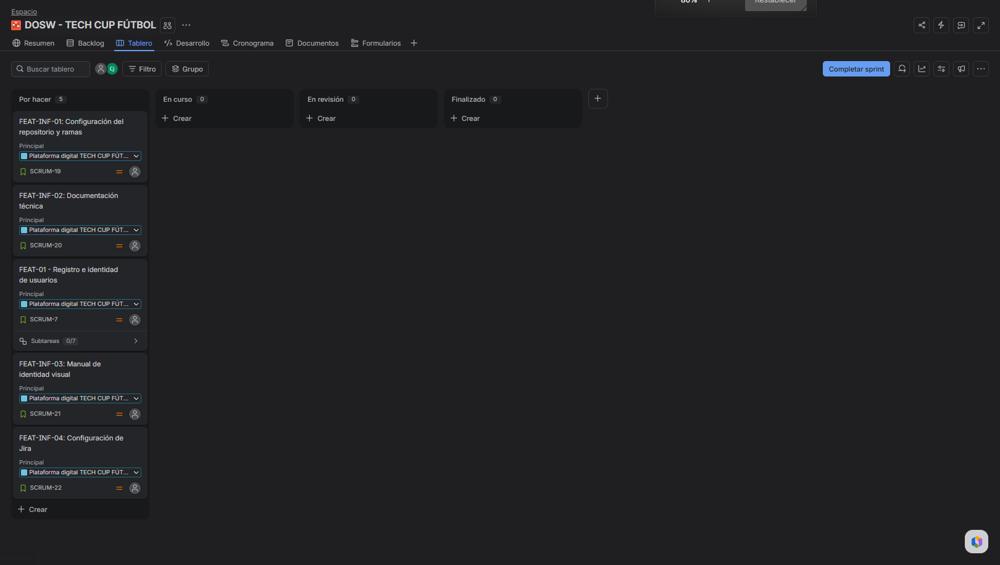 80%
Restablecer
Espacio
DOSW - TECH CUP FÚTBOL
Resumen
Backlog
Tablero
Desarrollo
Cronograma
Documentos
Formularios
Buscar tablero
CJ
Filtro
Grupo
Completar sprint
Por hacer 5
En curso 0
En revisión 0
Finalizado 0
Crear
Crear
Crear
FEAT-INF-01: Configuración del
repositorio y ramas
Principal
Plataforma digital TECH CUP FÚT...
SCRUM-19
FEAT-INF-02: Documentación
técnica
Principal
Plataforma digital TECH CUP FÚT...
SCRUM-20
FEAT-01 - Registro e identidad
de usuarios
Principal
Plataforma digital TECH CUP FÚT...
SCRUM-7
Subtareas 0/7
FEAT-INF-03: Manual de
identidad visual
Principal
Plataforma digital TECH CUP FÚT...
SCRUM-21
FEAT-INF-04: Configuración de
Jira
Principal
Plataforma digital TECH CUP FÚT...
SCRUM-22
Crear